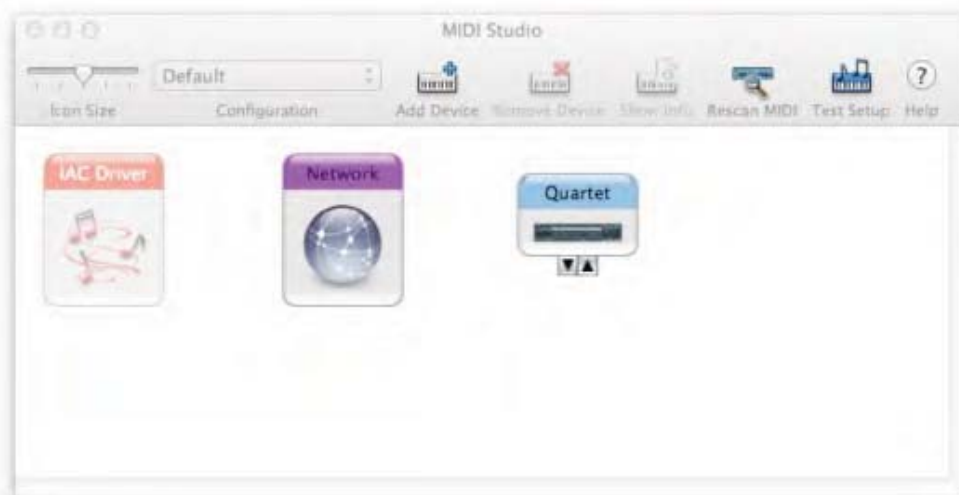 MIDI Studio
Default
Icon Size
Configuration
Add Device
Remove Device
Show Info
Rescan MIDI
Test Setup
?
Help
IAC Driver
Network
Quartet